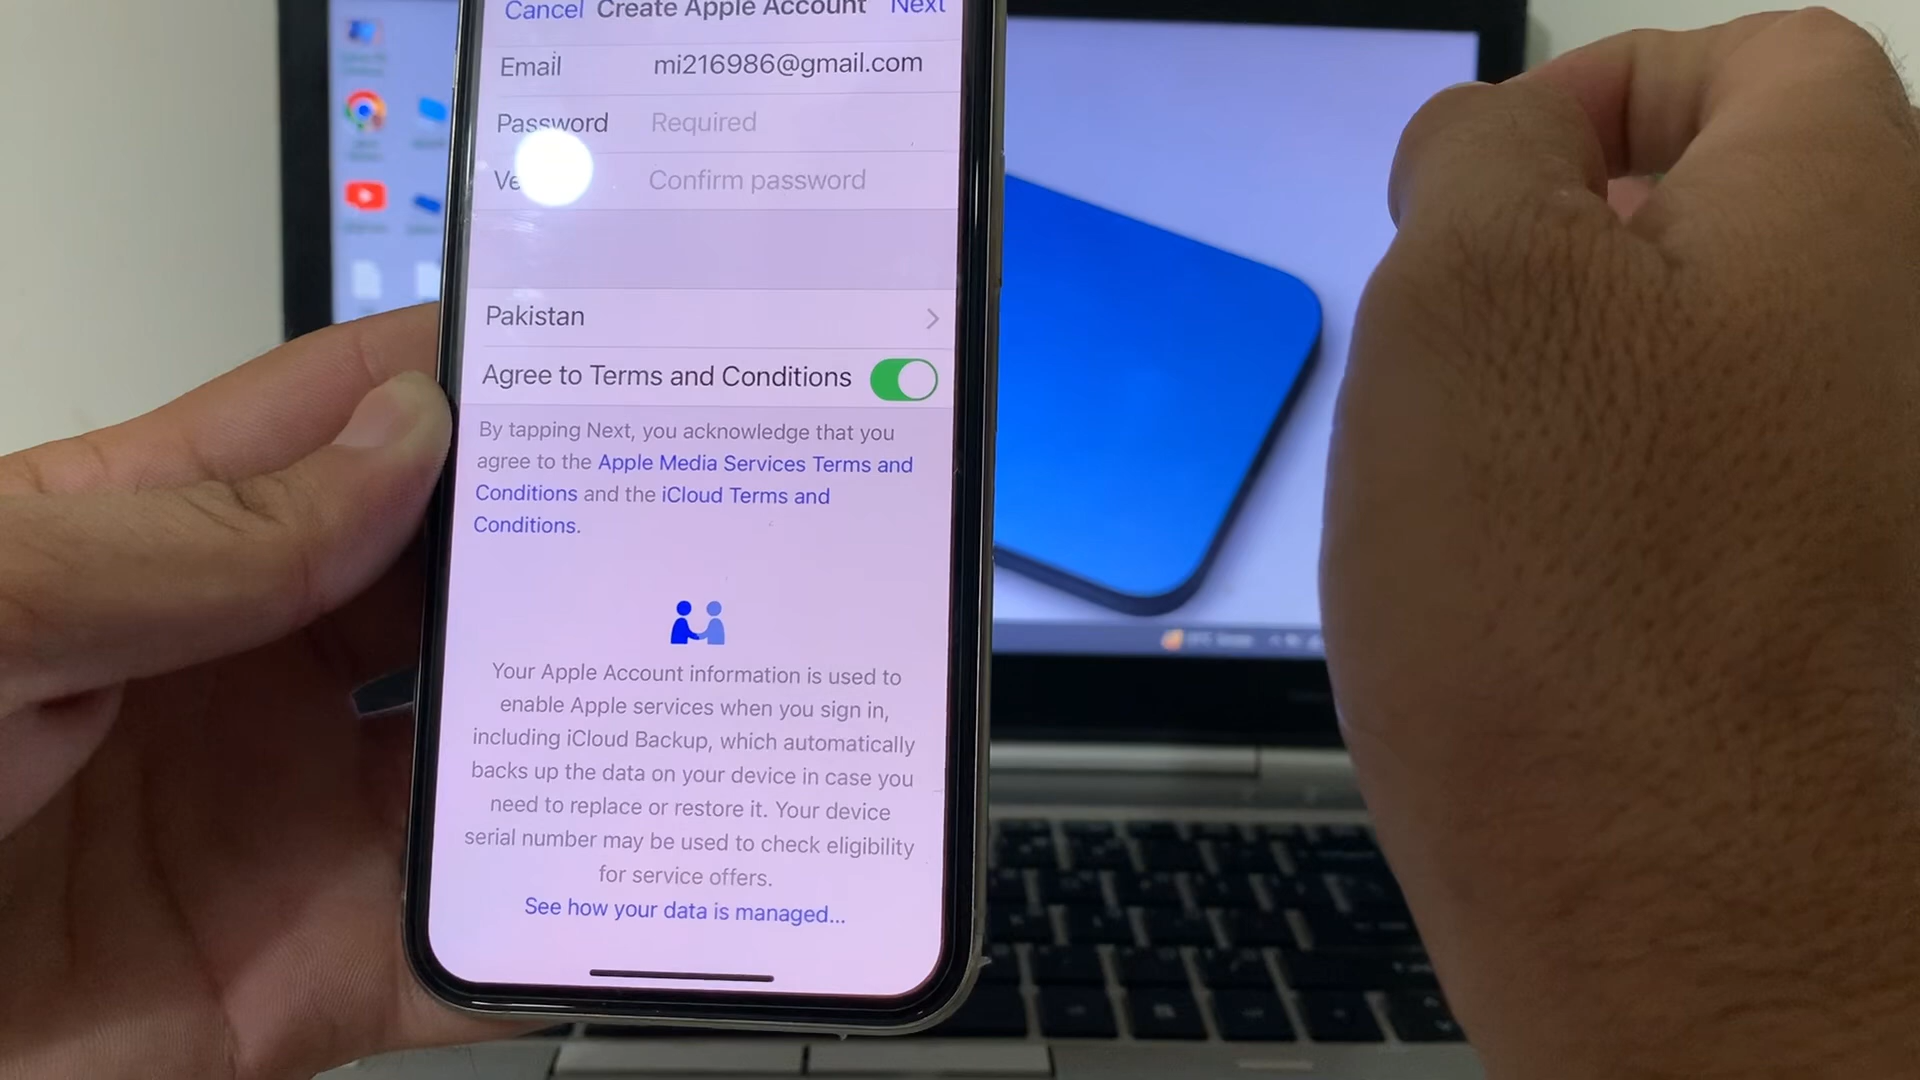 Cancel Create Apple Account Next
Email mi216986@gmail.com
Password Required
Ve Confirm password
Pakistan
Agree to Terms and Conditions
By tapping Next, you acknowledge that you
agree to the Apple Media Services Terms and
Conditions and the iCloud Terms and
Conditions.
Your Apple Account information is used to
enable Apple services when you sign in,
including iCloud Backup, which automatically
backs up the data on your device in case you
need to replace or restore it. Your device
serial number may be used to check eligibility
for service offers.
See how your data is managed...